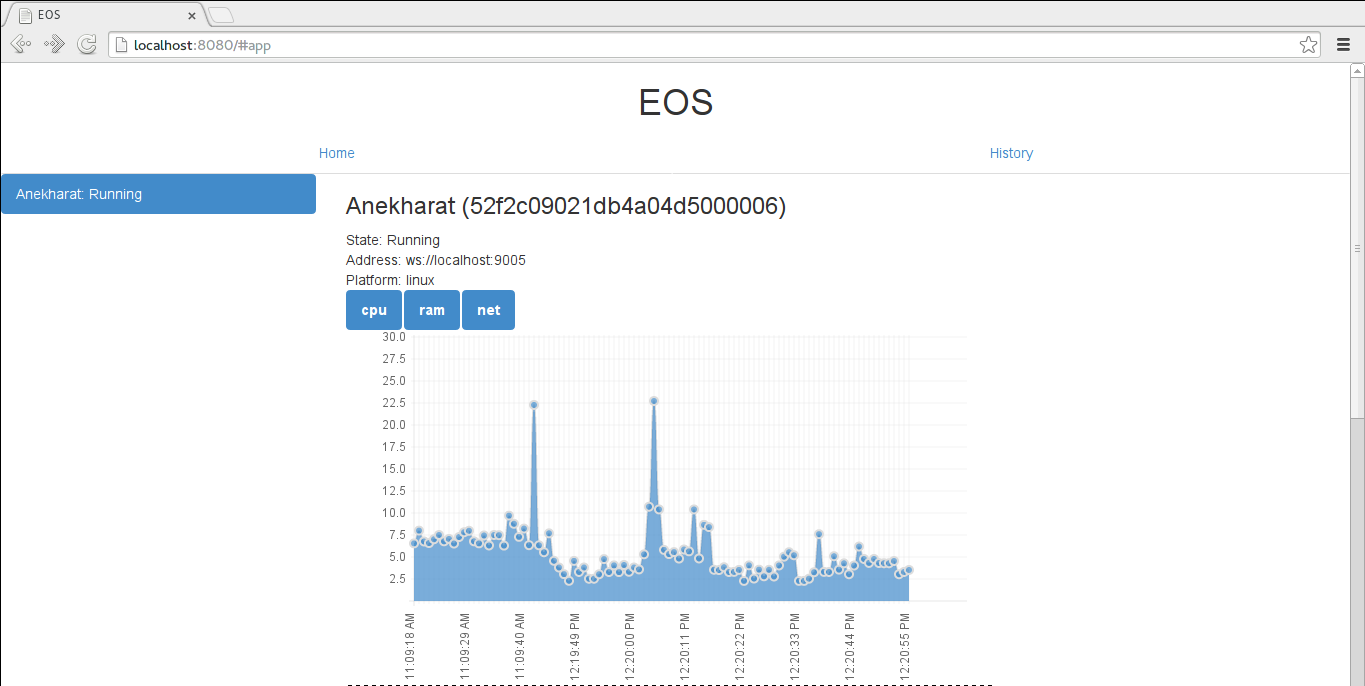 EOS
localhost:8080/#app
EOS
Home History
Anekharat: Running
Anekharat (52f2c09021db4a04d5000006)
State: Running
Address: ws://localhost:9005
Platform: linux
cpu ram net
30.0
27.5
25.0
22.5
20.0
17.5
15.0
12.5
10.0
7.5
5.0
2.5
11:09:18 AM
11:09:29 AM
11:09:40 AM
12:19:49 PM
12:20:00 PM
12:20:11 PM
12:20:22 PM
12:20:33 PM
12:20:44 PM
12:20:55 PM